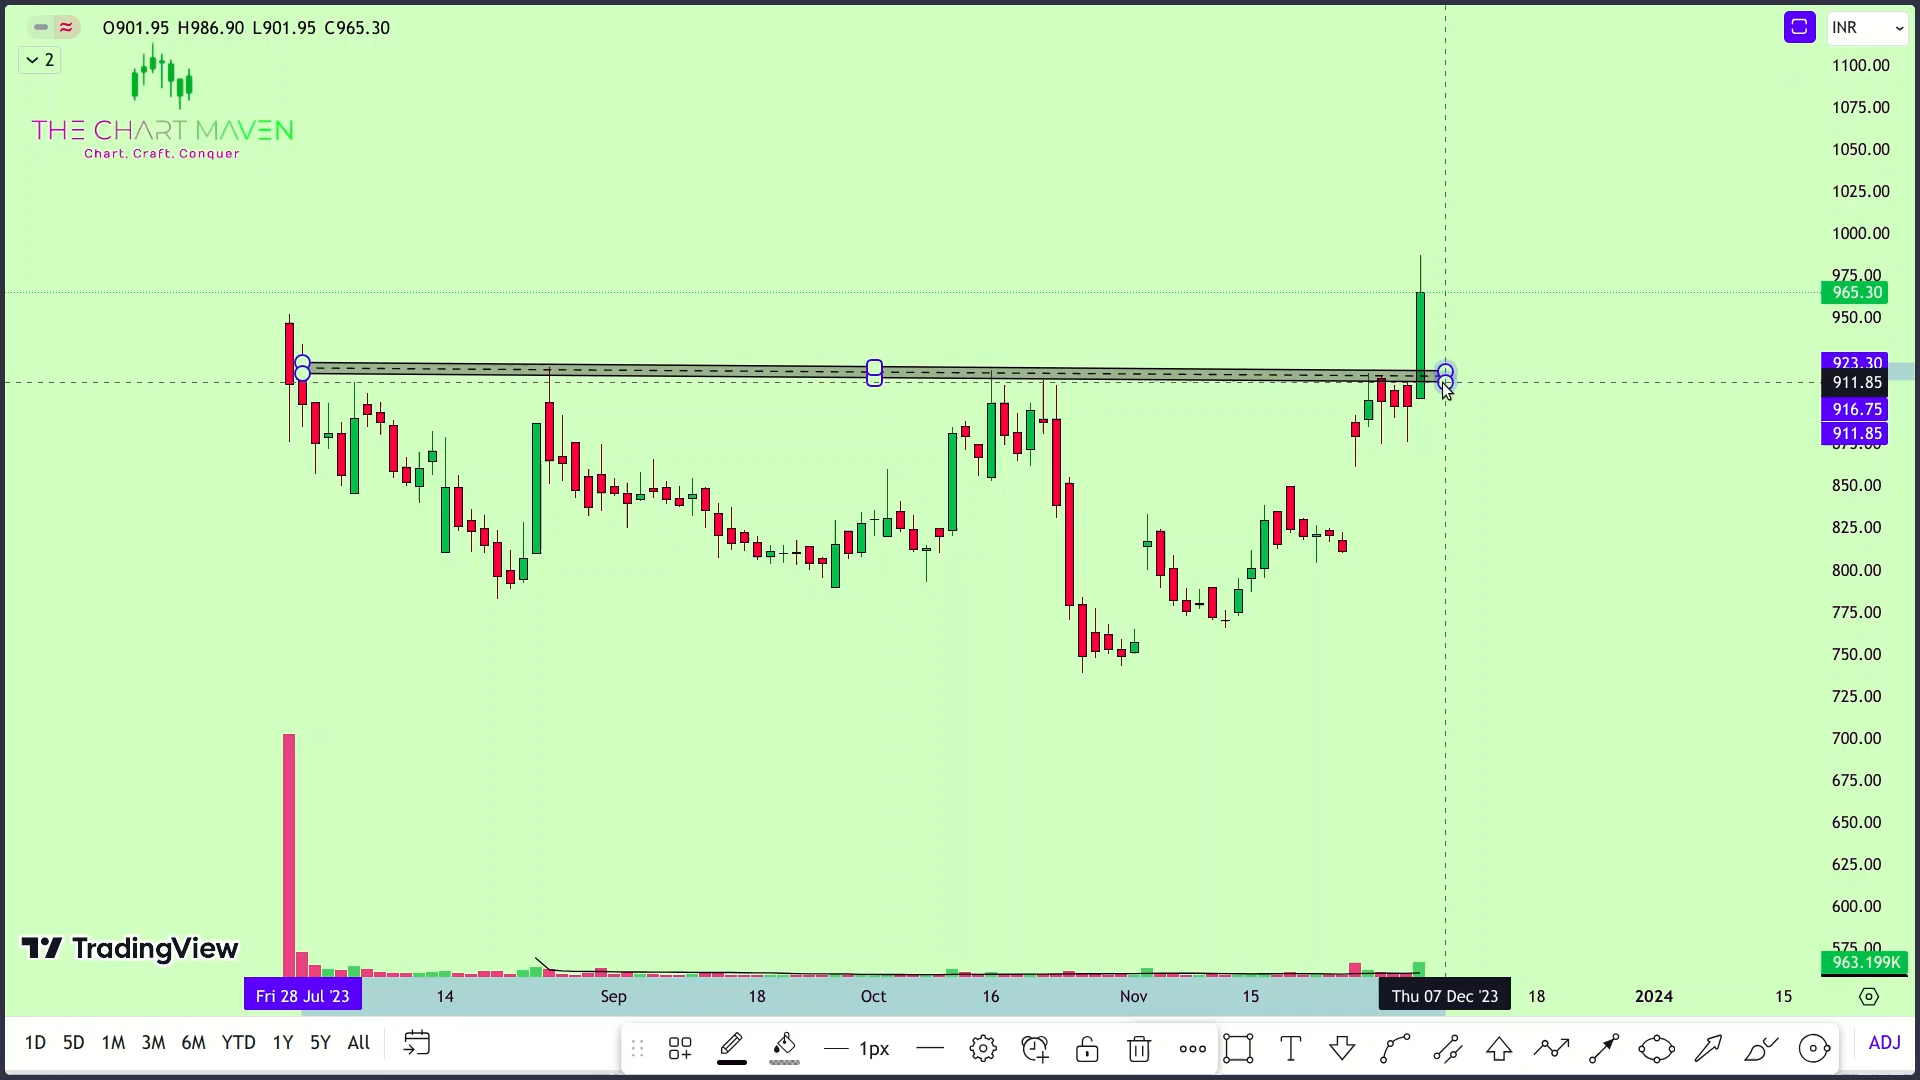 O901.95 H986.90 L901.95 C965.30
INR
2
THE CHART MAVEN
Chart. Craft. Conquer
1100.00
1075.00
1050.00
1025.00
1000.00
975.00
965.30
950.00
923.30
911.85
916.75
911.85
850.00
825.00
800.00
775.00
750.00
725.00
700.00
675.00
650.00
625.00
600.00
575.00
963.199K
TradingView
Fri 28 Jul '23
14
Sep
18
Oct
16
Nov
15
Thu 07 Dec '23
18
2024
15
1D 5D 1M 3M 6M YTD 1Y 5Y All
1px
T
ADJ